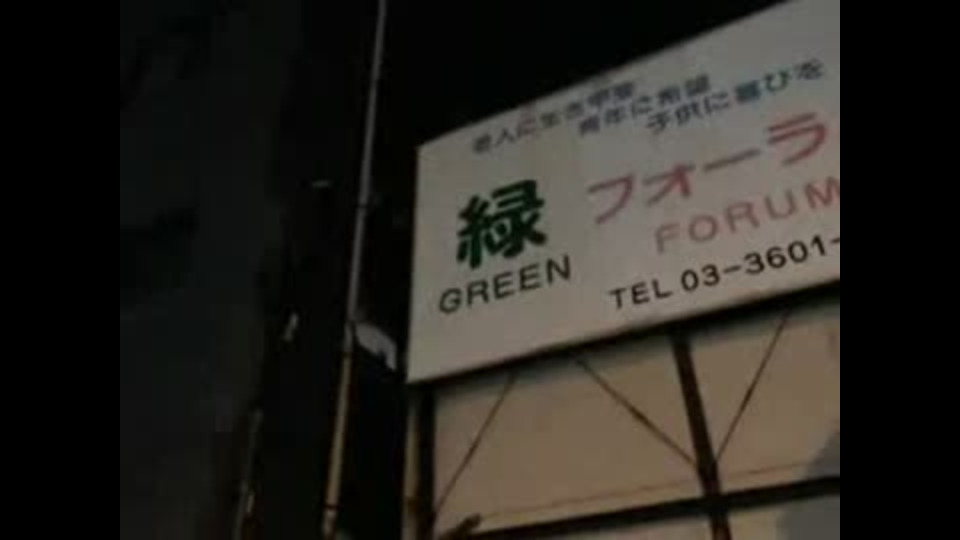 老人に生き甲斐
青年に希望
子供に喜びを
緑 フォーラ
GREEN FORUM
TEL 03-3601-